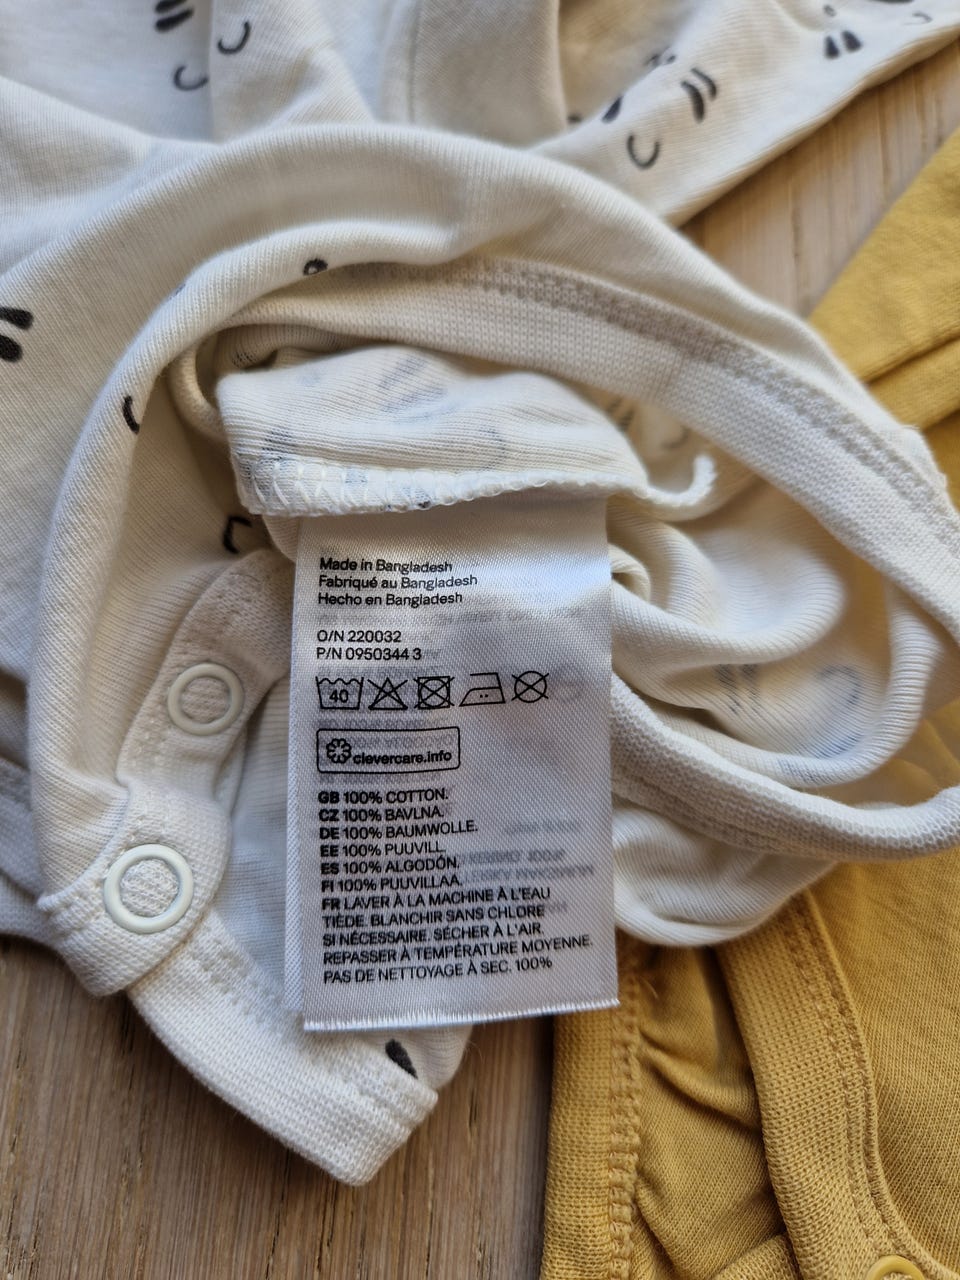 Made in Bangladesh
Fabriqué au Bangladesh
Hecho en Bangladesh
O/N 220032
P/N 0950344 3
40
clevercare.info
GB 100% COTTON.
CZ 100% BAVLNA.
DE 100% BAUMWOLLE.
EE 100% PUUVILL.
ES 100% ALGODÓN.
FI 100% PUUVILLAA.
FR LAVER À LA MACHINE À L'EAU
TIÈDE. BLANCHIR SANS CHLORE
SI NÉCESSAIRE. SÉCHER À L'AIR.
REPASSER À TEMPÉRATURE MOYENNE.
PAS DE NETTOYAGE À SEC. 100%